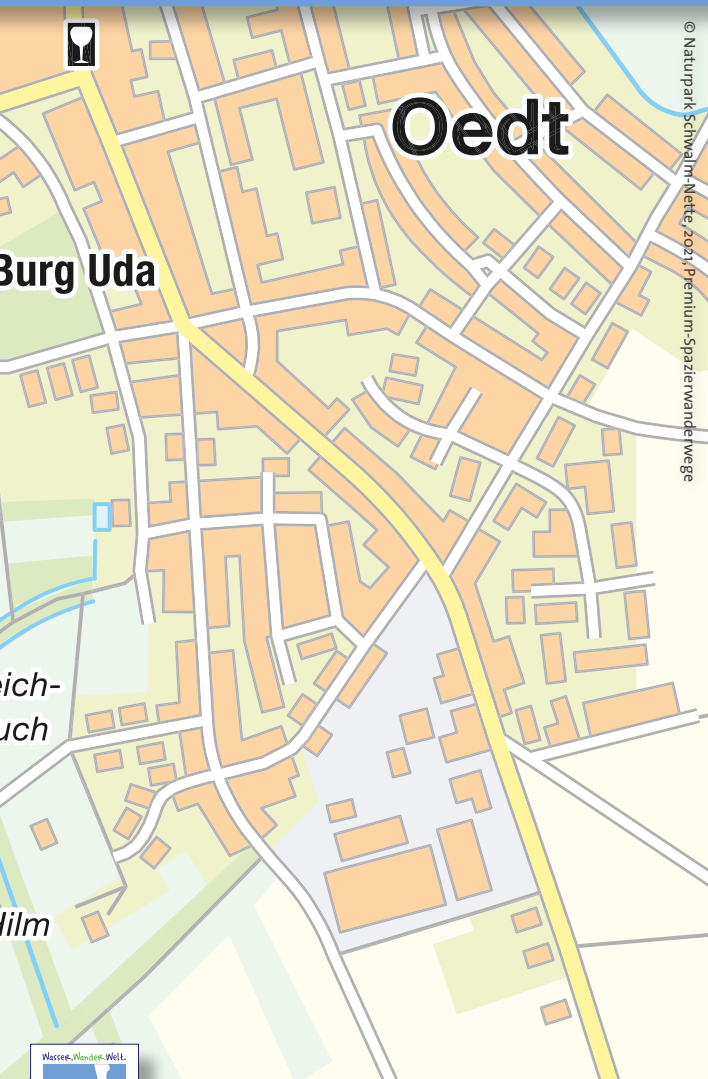 © Naturpark Schwalm-Nette, 2021, Premium-Spazierwanderwege
Oedt
Burg Uda
eich-
uch
Hilm
Wasser.Wander.Welt.